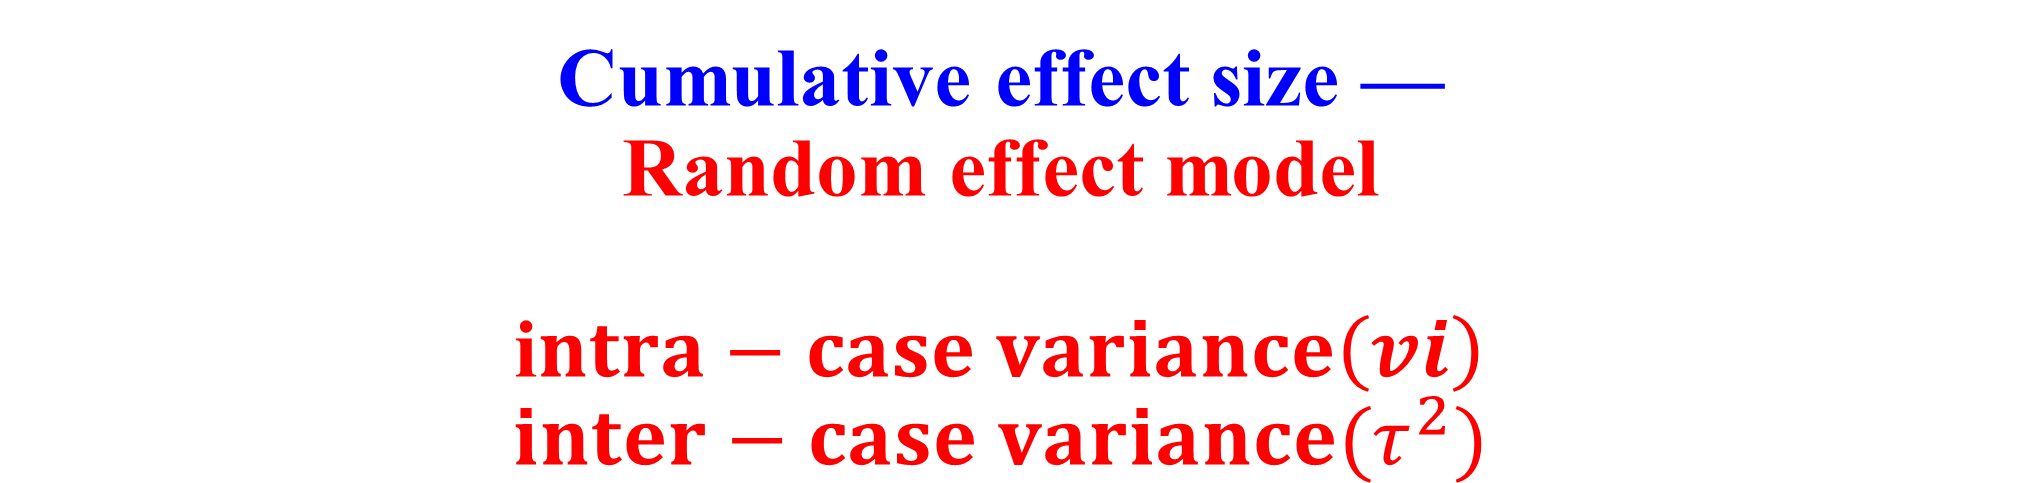 Cumulative effect size —
Random effect model
intra − case variance(vi)
inter − case variance(τ²)